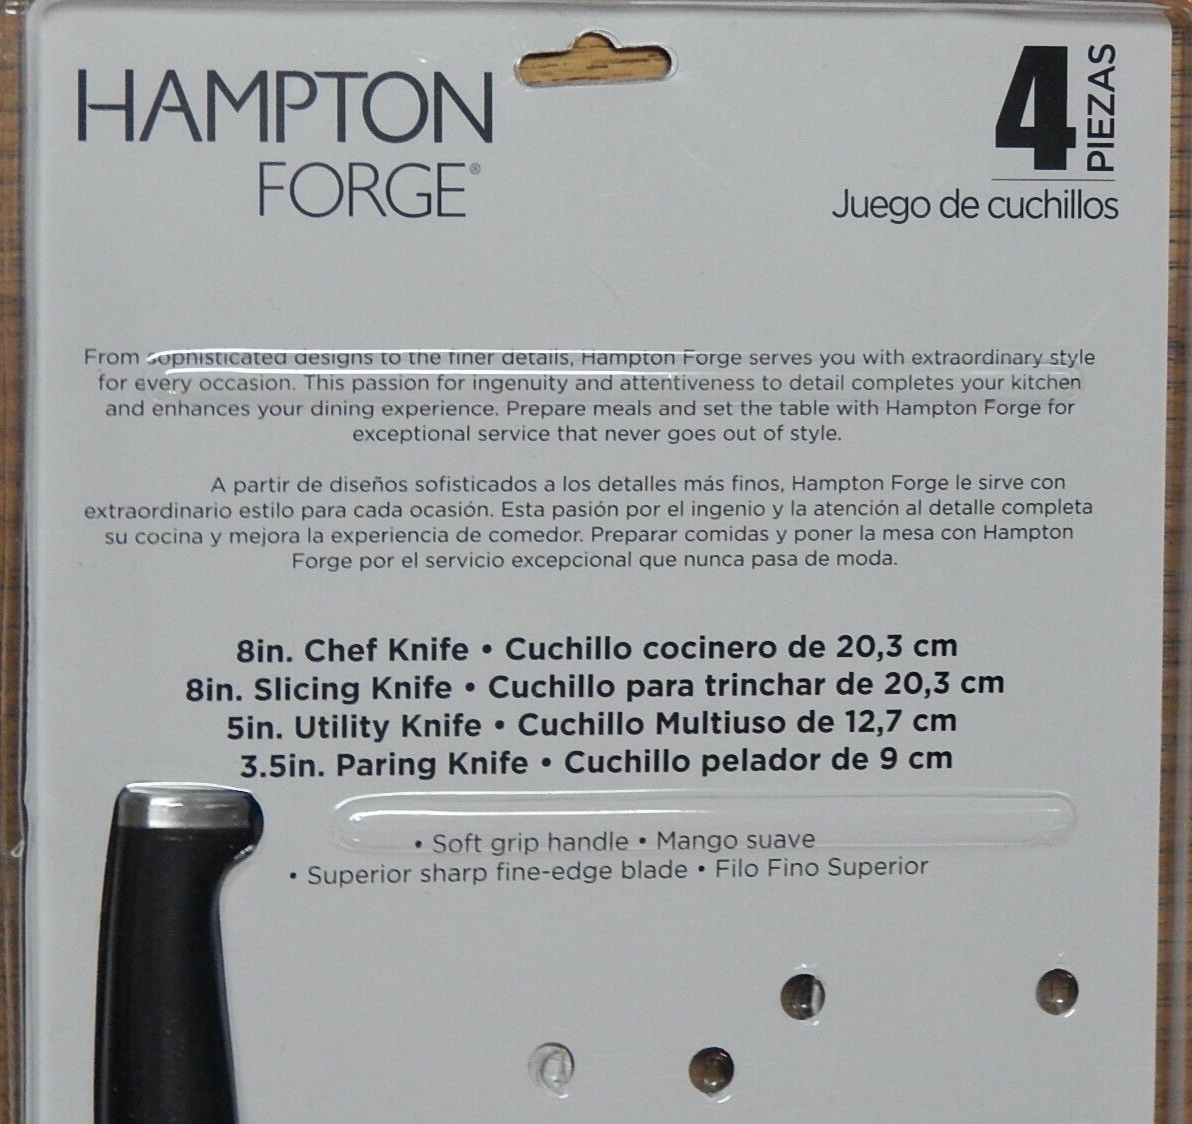 HAMPTON
FORGE®
4 PIEZAS
Juego de cuchillos
From sophisticated designs to the finer details, Hampton Forge serves you with extraordinary style
for every occasion. This passion for ingenuity and attentiveness to detail completes your kitchen
and enhances your dining experience. Prepare meals and set the table with Hampton Forge for
exceptional service that never goes out of style.
A partir de diseños sofisticados a los detalles más finos, Hampton Forge le sirve con
extraordinario estilo para cada ocasión. Esta pasión por el ingenio y la atención al detalle completa
su cocina y mejora la experiencia de comedor. Preparar comidas y poner la mesa con Hampton
Forge por el servicio excepcional que nunca pasa de moda.
8in. Chef Knife • Cuchillo cocinero de 20,3 cm
8in. Slicing Knife • Cuchillo para trinchar de 20,3 cm
5in. Utility Knife • Cuchillo Multiuso de 12,7 cm
3.5in. Paring Knife • Cuchillo pelador de 9 cm
• Soft grip handle • Mango suave
• Superior sharp fine-edge blade • Filo Fino Superior